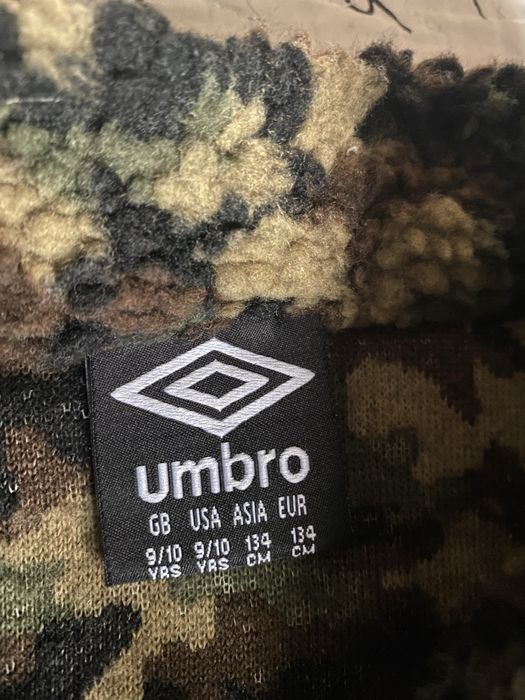 umbro
GB USA ASIA EUR
9/10 9/10 134 134
YRS YRS CM CM